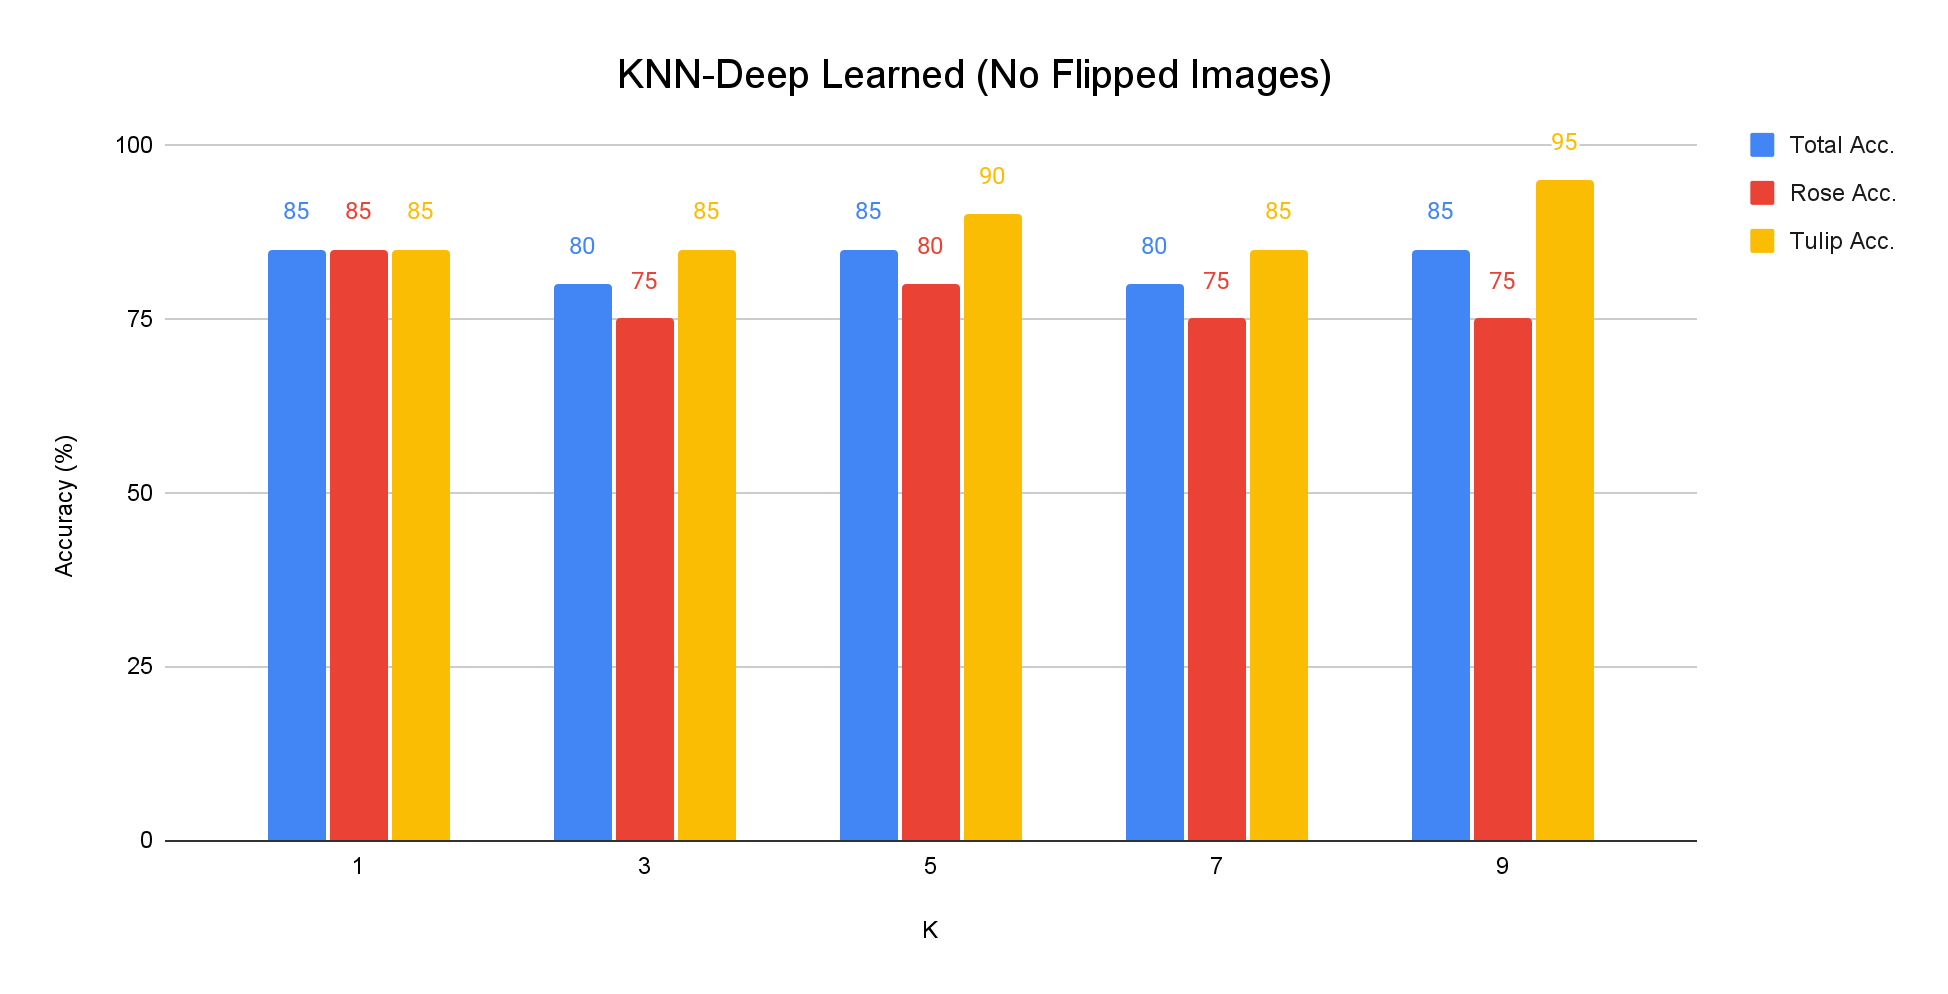 KNN-Deep Learned (No Flipped Images)
Total Acc.
Rose Acc.
Tulip Acc.
Accuracy (%)
100
75
50
25
0
85 85 85
80 75 85
85 80 90
80 75 85
85 75 95
1 3 5 7 9
K